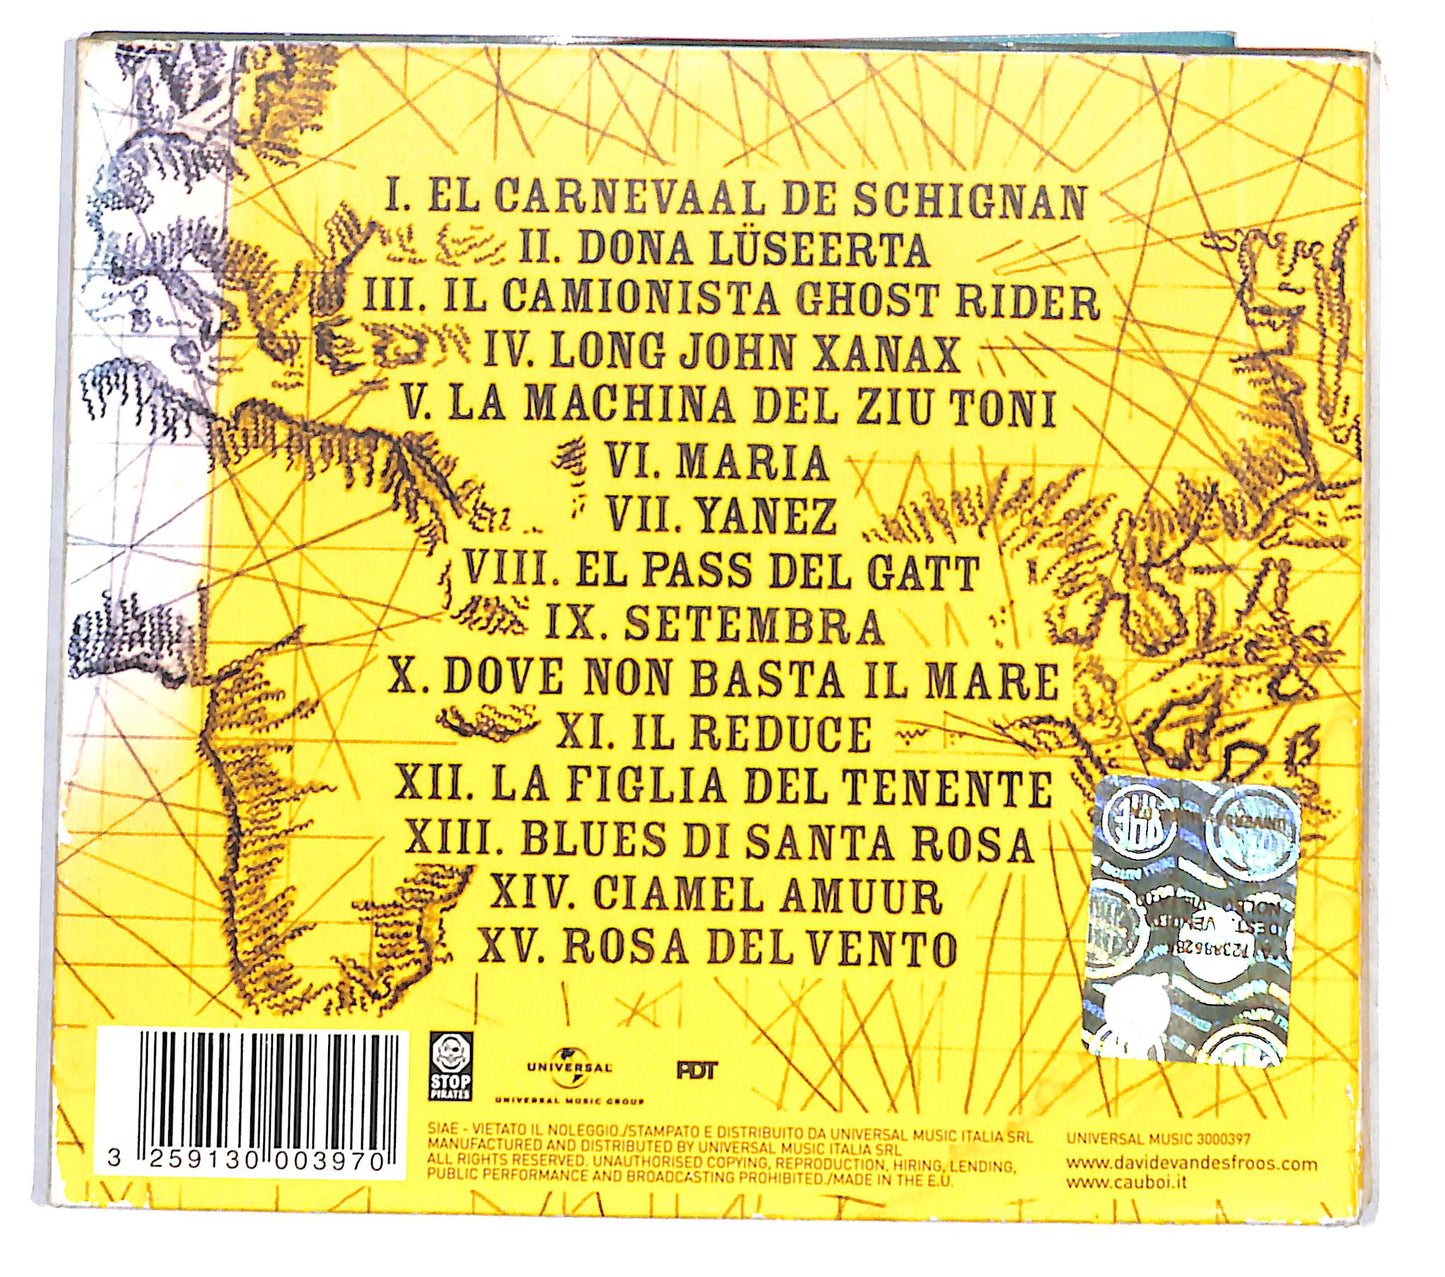 I. EL CARNEVAAL DE SCHIGNAN
II. DONA LÜSEERTA
III. IL CAMIONISTA GHOST RIDER
IV. LONG JOHN XANAX
V. LA MACHINA DEL ZIU TONI
VI. MARIA
VII. YANEZ
VIII. EL PASS DEL GATT
IX. SETEMBRA
X. DOVE NON BASTA IL MARE
XI. IL REDUCE
XII. LA FIGLIA DEL TENENTE
XIII. BLUES DI SANTA ROSA
XIV. CIAMEL AMUUR
XV. ROSA DEL VENTO
3 259130 003970
STOP
PIRATES
UNIVERSAL
UNIVERSAL MUSIC GROUP
PDT
SIAE - VIETATO IL NOLEGGIO./STAMPATO E DISTRIBUITO DA UNIVERSAL MUSIC ITALIA SRL
MANUFACTURED AND DISTRIBUTED BY UNIVERSAL MUSIC ITALIA SRL
ALL RIGHTS RESERVED. UNAUTHORISED COPYING, REPRODUCTION, HIRING, LENDING,
PUBLIC PERFORMANCE AND BROADCASTING PROHIBITED./MADE IN THE E.U.
UNIVERSAL MUSIC 3000397
www.davidevandesfroos.com
www.cauboi.it